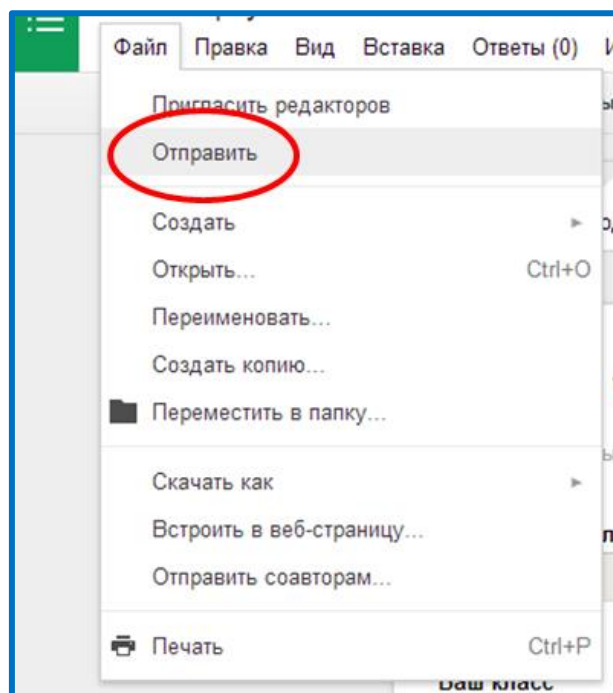 Файл Правка Вид Вставка Ответы (0)
Пригласить редакторов
Отправить
Создать
Открыть... Ctrl+O
Переименовать...
Создать копию...
Переместить в папку...
Скачать как
Встроить в веб-страницу...
Отправить соавторам...
Печать Ctrl+P
Ваш класс